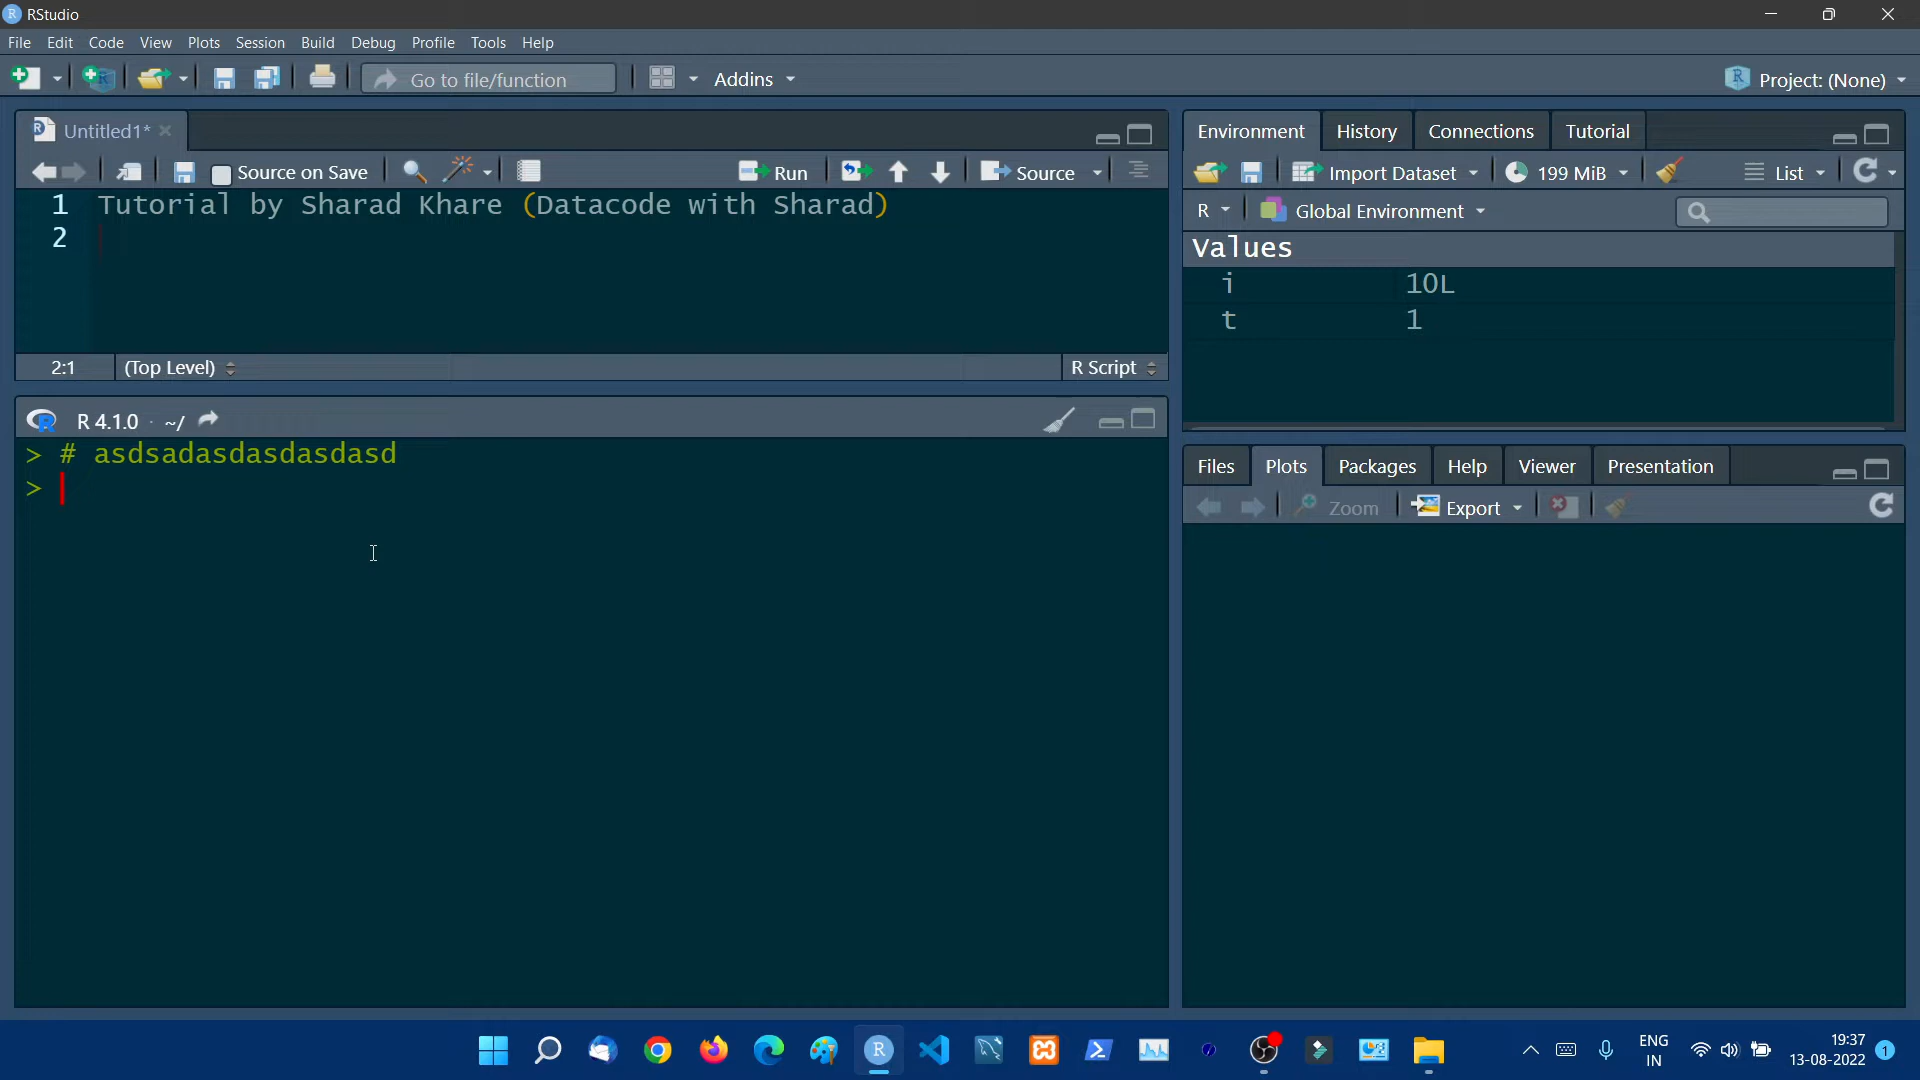 RStudio
File Edit Code View Plots Session Build Debug Profile Tools Help
Go to file/function Addins Project: (None)
Untitled1*
Source on Save Run Source
1 Tutorial by Sharad Khare (Datacode with Sharad)
2
2:1 (Top Level) R Script
R 4.1.0 · ~/
> # asdsadasdasdasdasd
>
Environment History Connections Tutorial
Import Dataset 199 MiB List
R Global Environment
Values
i 10L
t 1
Files Plots Packages Help Viewer Presentation
Zoom Export
ENG
IN
19:37
13-08-2022
1